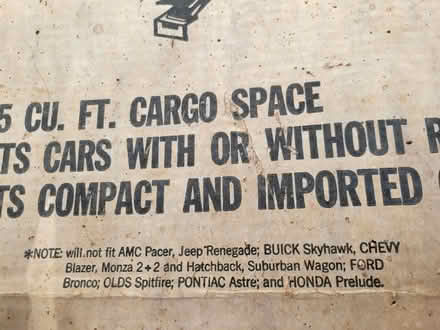 5 CU. FT. CARGO SPACE
TS CARS WITH OR WITHOUT R
TS COMPACT AND IMPORTED
*NOTE: will not fit AMC Pacer, Jeep Renegade; BUICK Skyhawk, CHEVY
Blazer, Monza 2+2 and Hatchback, Suburban Wagon; FORD
Bronco; OLDS Spitfire; PONTIAC Astre; and HONDA Prelude.